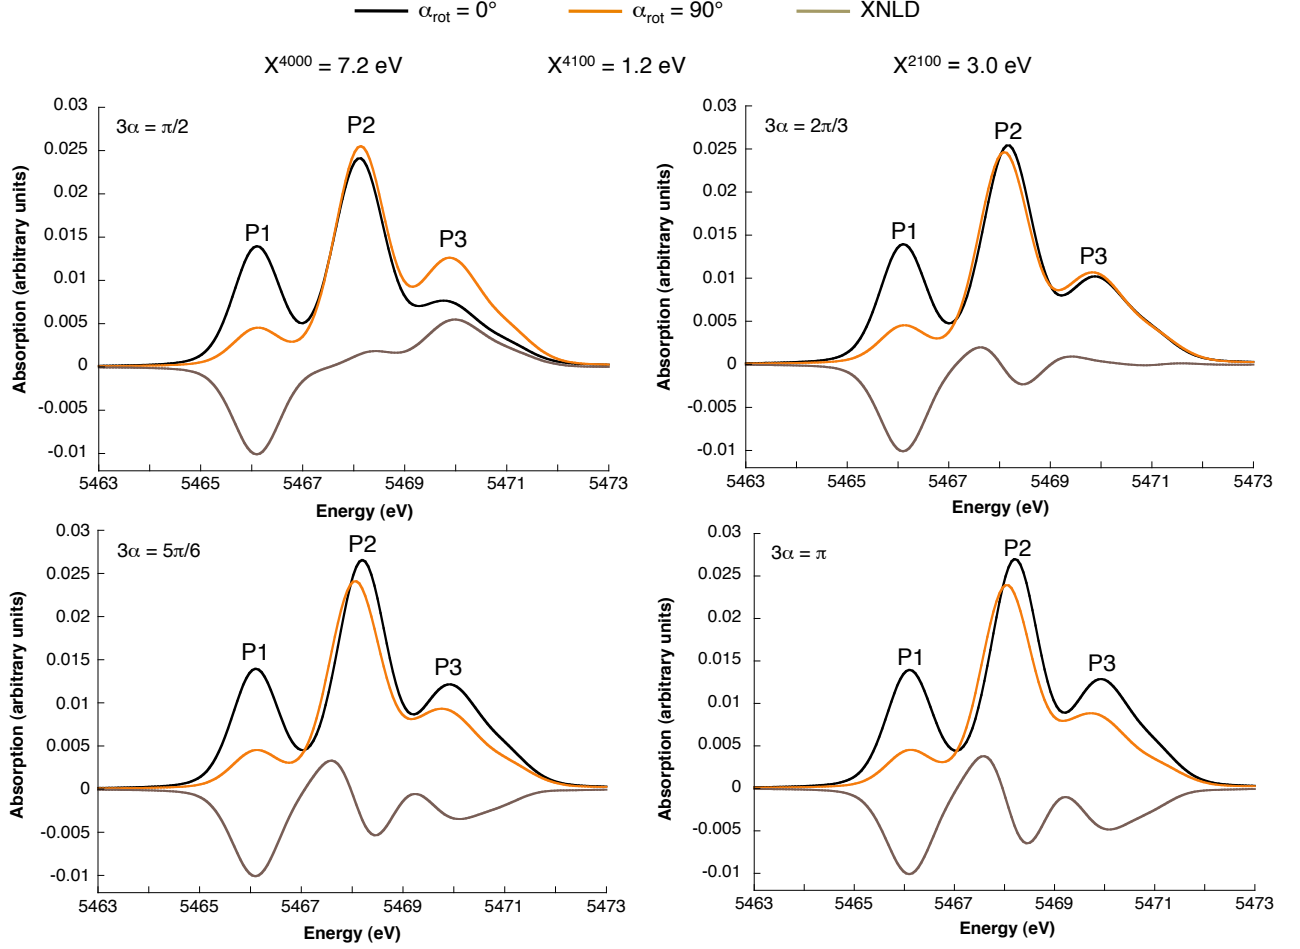 α_rot = 0° α_rot = 90° XNLD
X^4000 = 7.2 eV X^4100 = 1.2 eV X^2100 = 3.0 eV
3α = π/2
P1 P2 P3
Absorption (arbitrary units)
0.03
0.025
0.02
0.015
0.01
0.005
0
-0.005
-0.01
5463 5465 5467 5469 5471 5473
Energy (eV)
3α = 2π/3
P1 P2 P3
Absorption (arbitrary units)
0.03
0.025
0.02
0.015
0.01
0.005
0
-0.005
-0.01
5463 5465 5467 5469 5471 5473
Energy (eV)
3α = 5π/6
P1 P2 P3
Absorption (arbitrary units)
0.03
0.025
0.02
0.015
0.01
0.005
0
-0.005
-0.01
5463 5465 5467 5469 5471 5473
Energy (eV)
3α = π
P1 P2 P3
Absorption (arbitrary units)
0.03
0.025
0.02
0.015
0.01
0.005
0
-0.005
-0.01
5463 5465 5467 5469 5471 5473
Energy (eV)